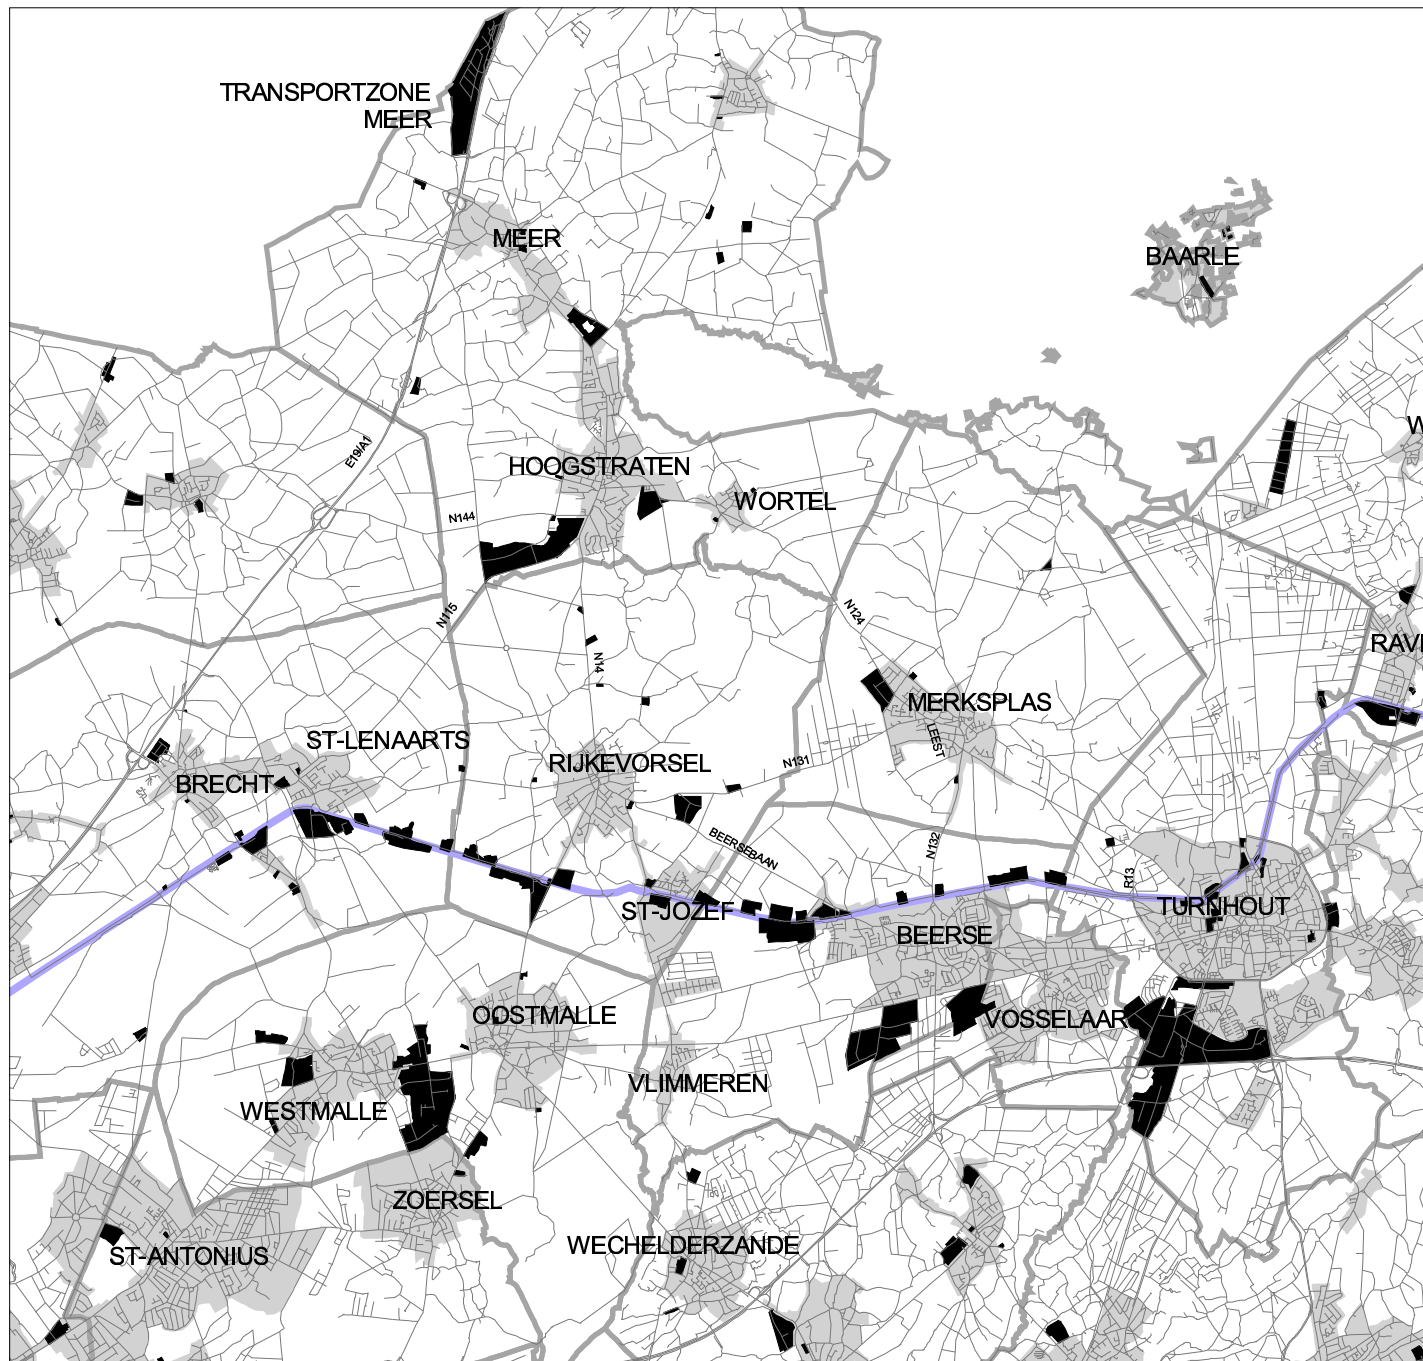 TRANSPORTZONE
MEER
MEER
BAARLE
W
E19/A1
HOOGSTRATEN
WORTEL
N144
N115
N124
N14
RAVE
MERKSPLAS
LEEST
ST-LENAARTS
RIJKEVORSEL
N131
BRECHT
BEERSEBAAN
N132
R13
ST-JOZEF
TURNHOUT
BEERSE
OOSTMALLE
VOSSELAAR
VLIMMEREN
WESTMALLE
ZOERSEL
WECHELDERZANDE
ST-ANTONIUS